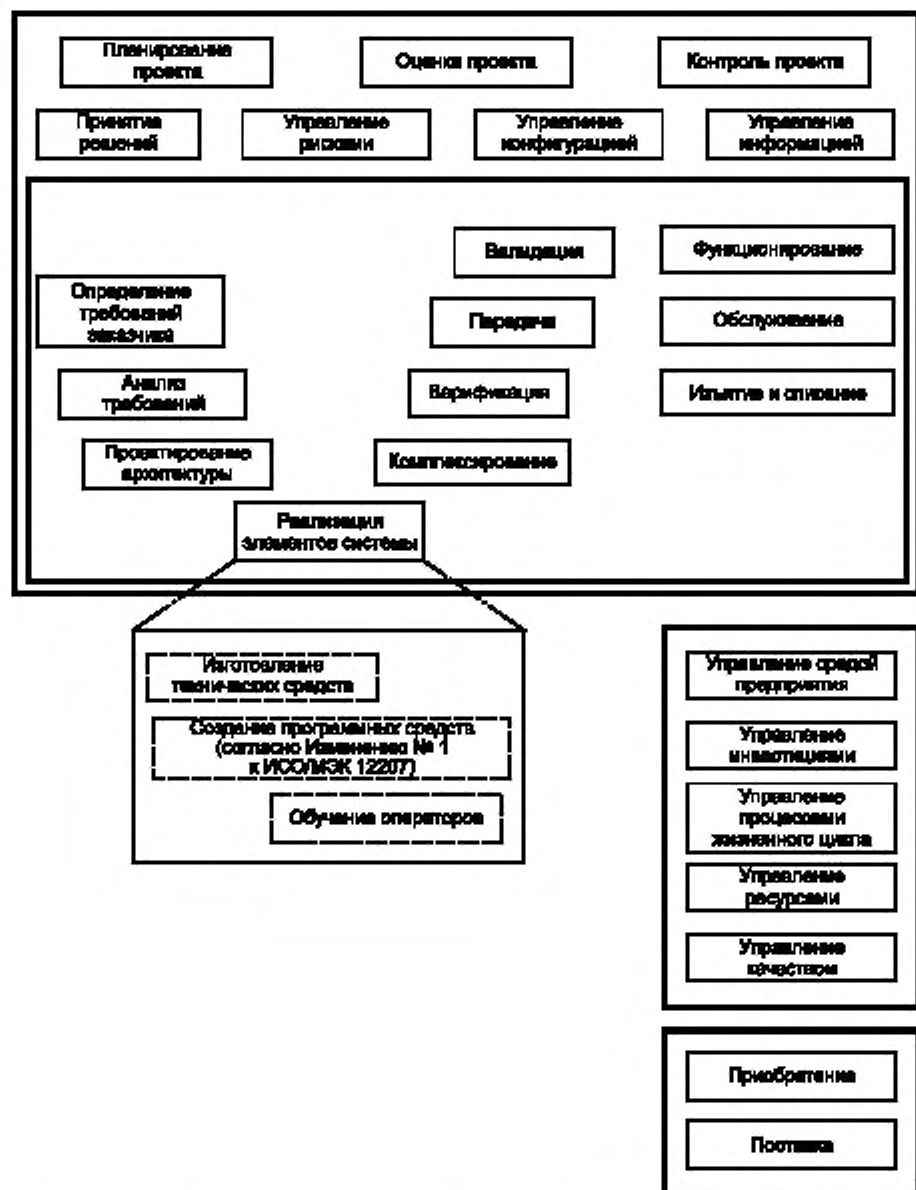 Планирование
проекта
Оценка проекта
Контроль проекта
Принятие
решений
Управление
рисками
Управление
конфигурацией
Управление
информацией
Валидация
Функционирование
Определение
требований
заказчика
Передача
Обслуживание
Анализ
требований
Верификация
Изъятие и списание
Проектирование
архитектуры
Комплексирование
Реализация
элементов системы
Изготовление
технических средств
Создание программных средств
(согласно Изменению № 1
к ИСО/МЭК 12207)
Обучение операторов
Управление средой
предприятия
Управление
инвестициями
Управление
процессами
жизненного цикла
Управление
ресурсами
Управление
качеством
Приобретение
Поставка